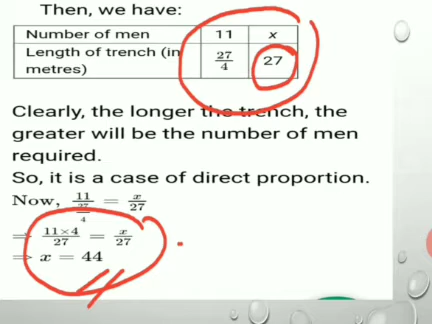 Then, we have:
Number of men 11 x
Length of trench (in metres) 27/4 27
Clearly, the longer the trench, the
greater will be the number of men
required.
So, it is a case of direct proportion.
Now, 11/(27/4) = x/27
⇒ (11×4)/27 = x/27
⇒ x = 44